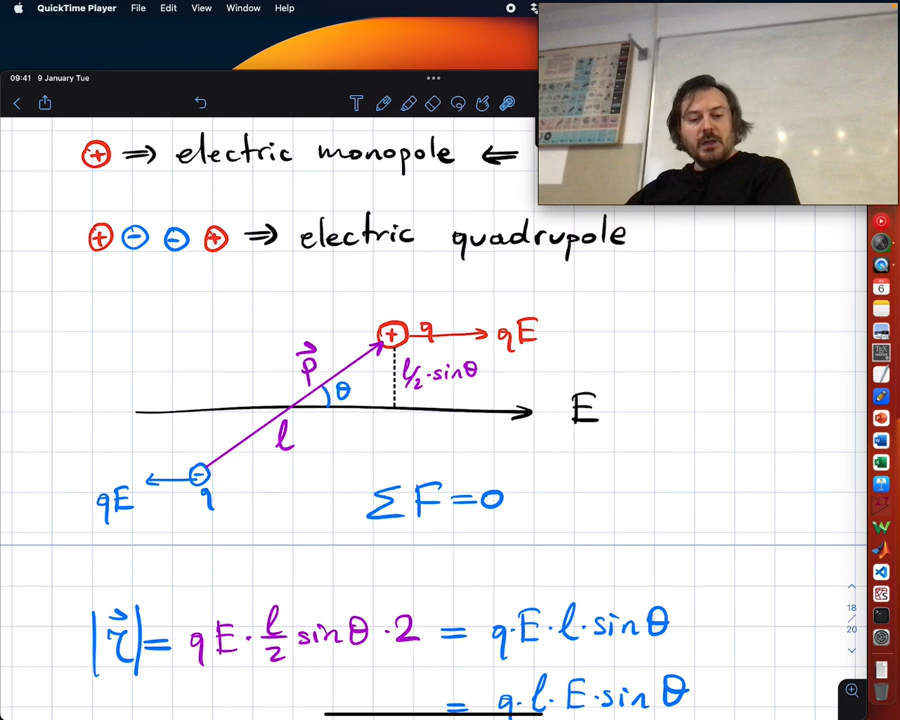 QuickTime Player File Edit View Window Help
09:41 9 January Tue
+ ⇒ electric monopole ⇐
+ − − + ⇒ electric quadrupole
+ q qE
p⃗ θ l/2·sinθ
E
l
− q
qE
ΣF=0
|τ⃗|= qE·l/2 sinθ·2 = q·E·l·sinθ
= q·l·E·sinθ
18
/
20
6